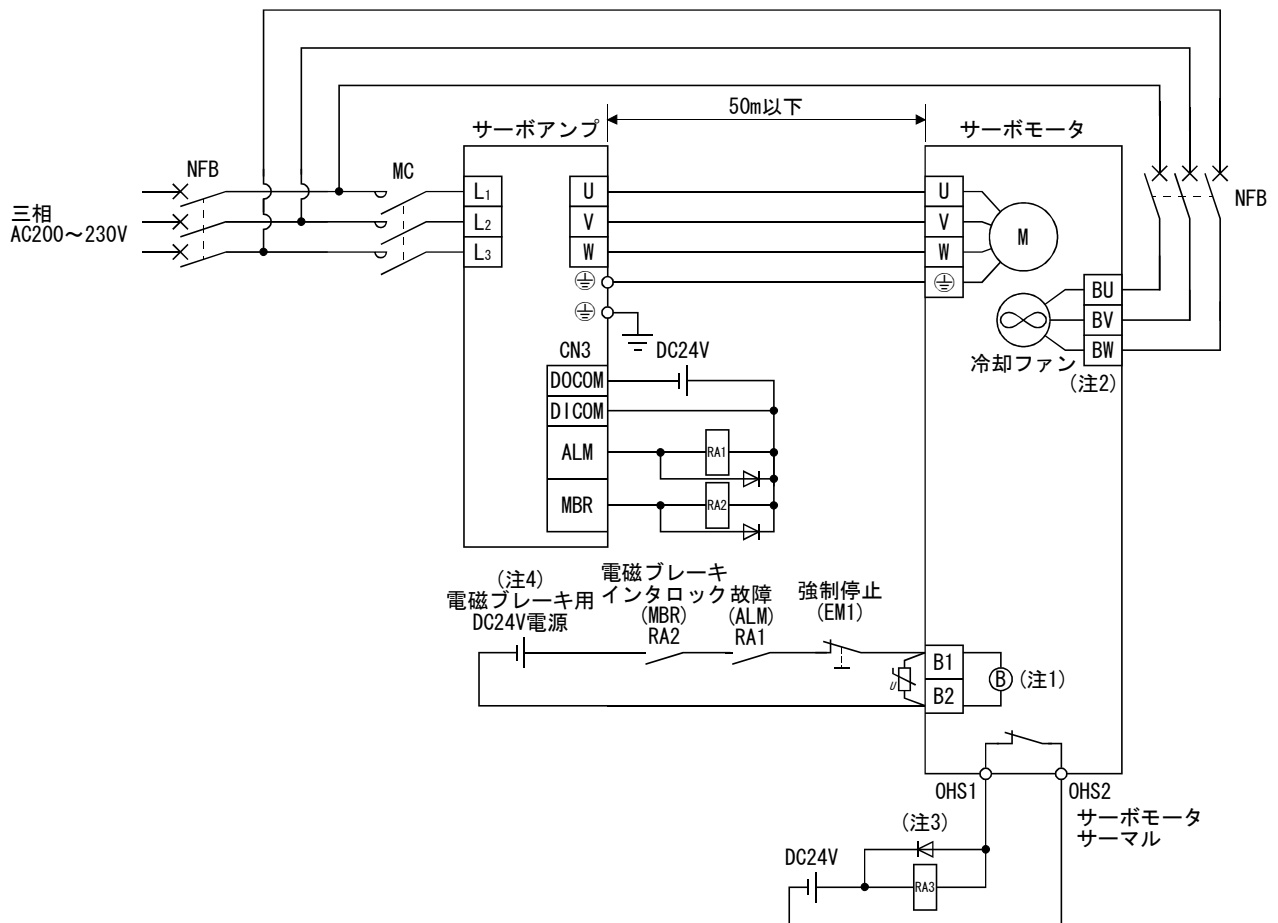 50m以下
サーボアンプ
サーボモータ
NFB
MC
三相
AC200～230V
L1
L2
L3
U
V
W
U
V
W
M
NFB
BU
BV
BW
冷却ファン
(注2)
CN3
DC24V
DOCOM
DICOM
ALM
RA1
MBR
RA2
(注4)
電磁ブレーキ用
DC24V電源
電磁ブレーキ
インタロック
(MBR)
RA2
故障
(ALM)
RA1
強制停止
(EM1)
U
B1
B2
B
(注1)
OHS1
OHS2
サーボモータ
サーマル
(注3)
DC24V
RA3